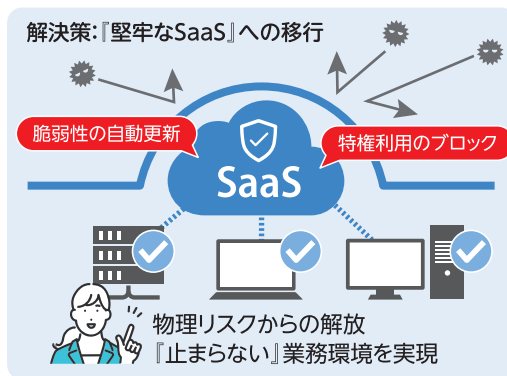 解決策：『堅牢なSaaS』への移行
脆弱性の自動更新
特権利用のブロック
SaaS
物理リスクからの解放
『止まらない』業務環境を実現